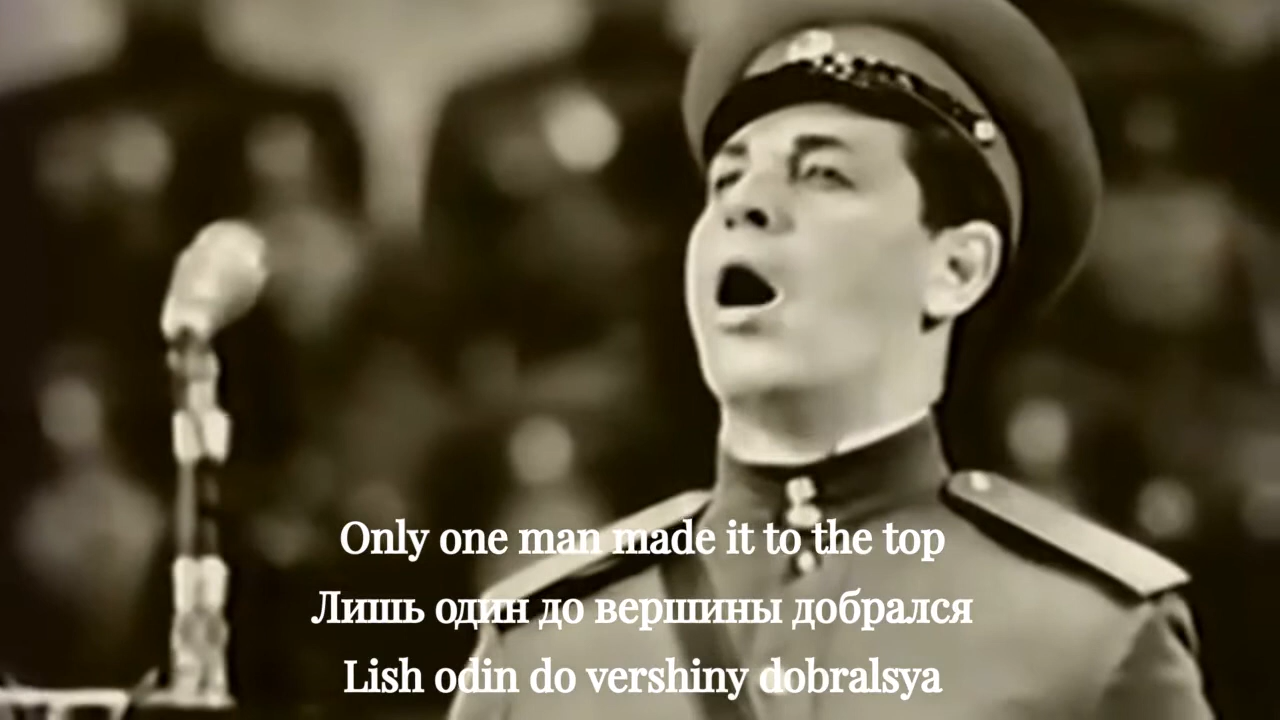 Only one man made it to the top
Лишь один до вершины добрался
Lish odin do vershiny dobralsya